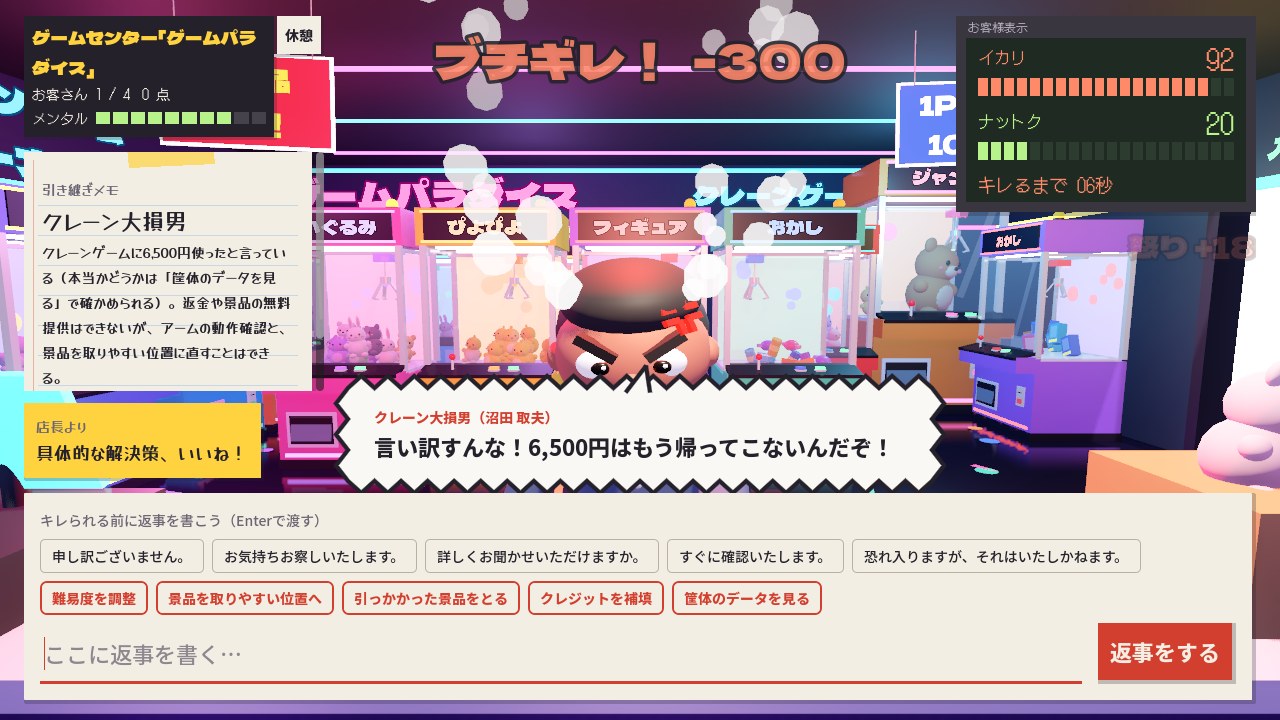 ゲームセンター「ゲームパラ
ダイス」
お客さん 1 / 4 0 点
メンタル
休憩
ブチギレ！ -300
お客様表示
イカリ 92
ナットク 20
キレるまで 06秒
怒り +18
引き継ぎメモ
クレーン大損男
クレーンゲームに6,500円使ったと言ってい
る（本当かどうかは「筐体のデータを見
る」で確かめられる）。返金や景品の無料
提供はできないが、アームの動作確認と、
景品を取りやすい位置に直すことはでき
る。
店長より
具体的な解決策、いいね！
ームパラダイス
クレーンゲー
ぐるみ
ぴよぴよ
フィギュア
おかし
1P
10
ジャン
おかし
クレーン大損男（沼田 取夫）
言い訳すんな！6,500円はもう帰ってこないんだぞ！
キレられる前に返事を書こう（Enterで渡す）
申し訳ございません。
お気持ちお察しいたします。
詳しくお聞かせいただけますか。
すぐに確認いたします。
恐れ入りますが、それはいたしかねます。
難易度を調整
景品を取りやすい位置へ
引っかかった景品をとる
クレジットを補填
筐体のデータを見る
ここに返事を書く…
返事をする